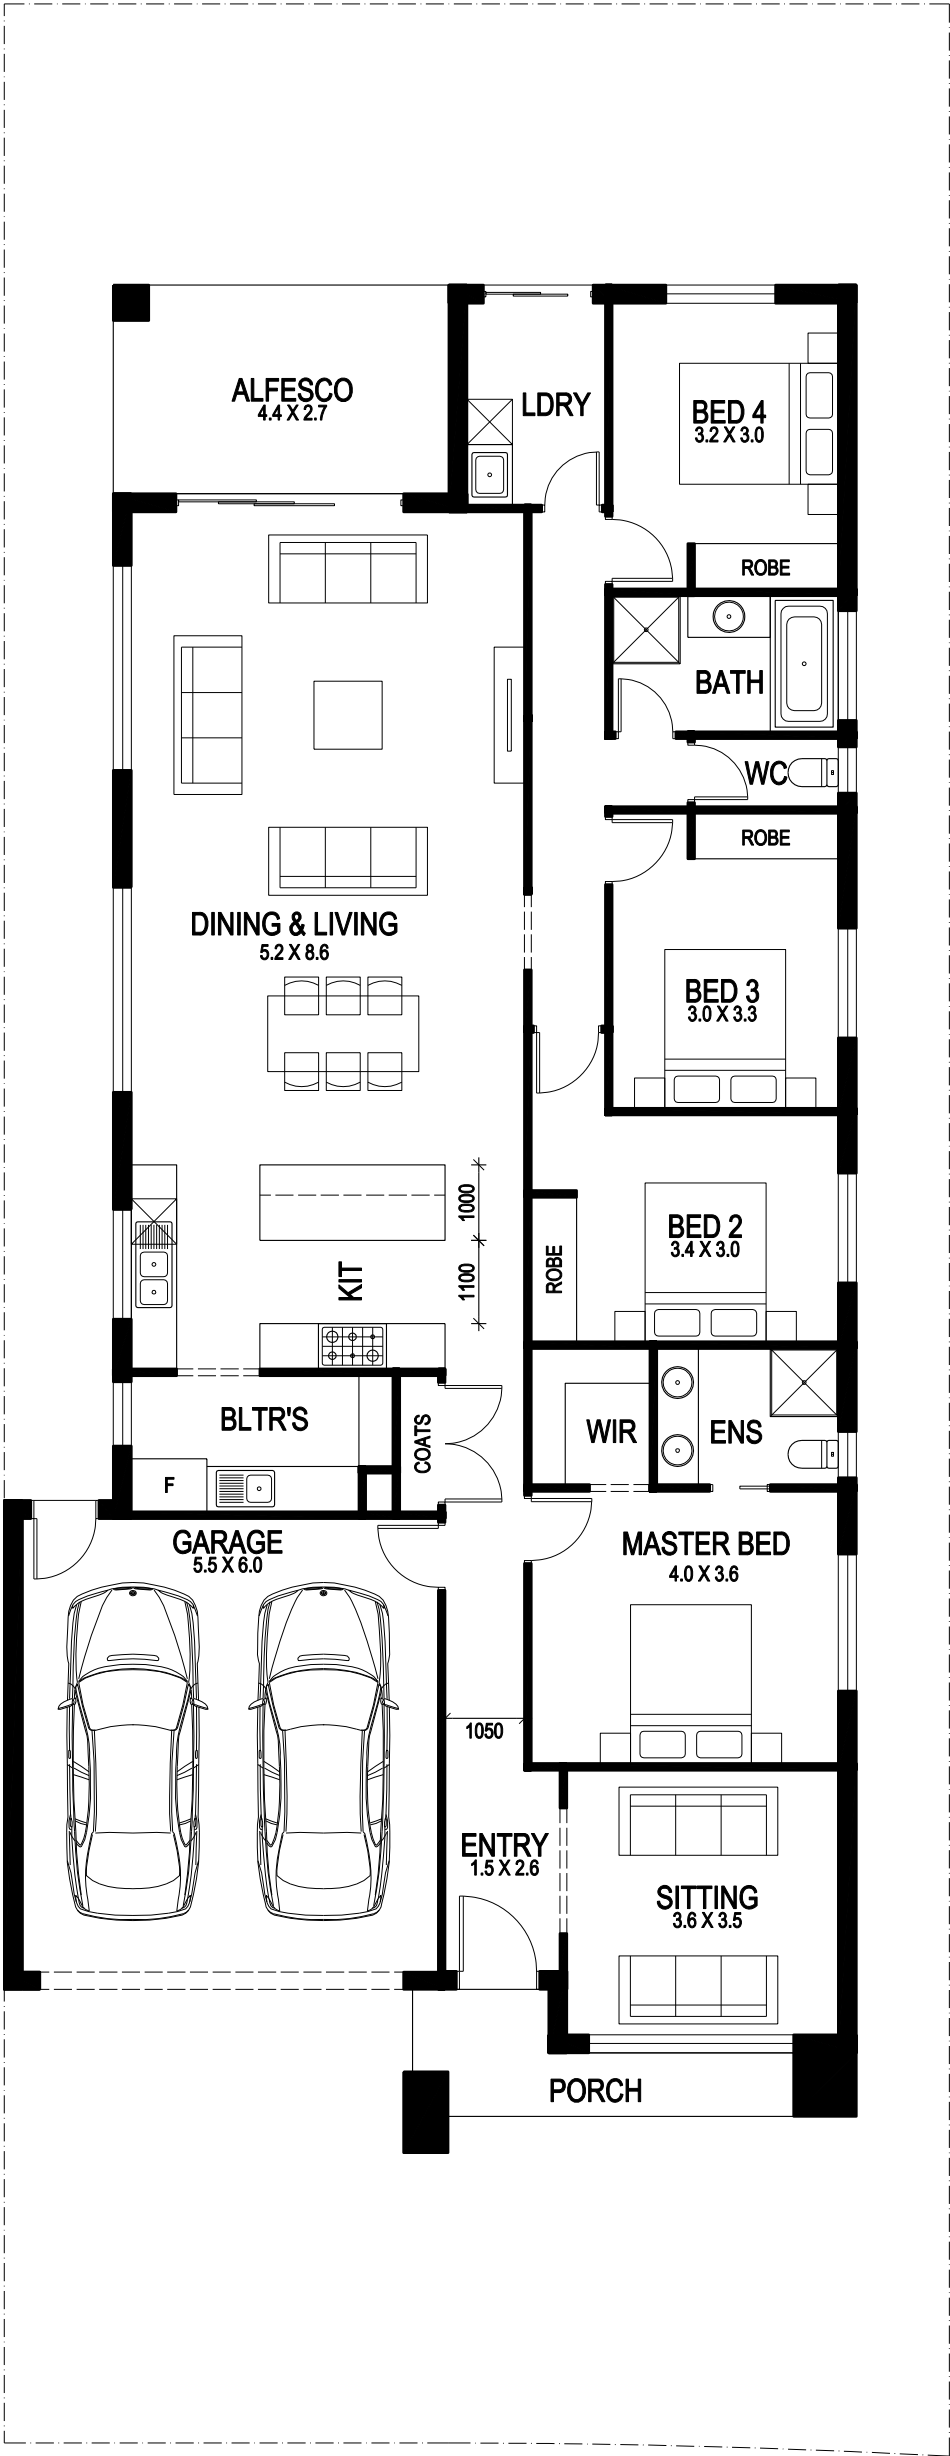 ALFESCO
4.4 X 2.7
LDRY
BED 4
3.2 X 3.0
ROBE
BATH
WC
ROBE
DINING & LIVING
5.2 X 8.6
BED 3
3.0 X 3.3
1000
BED 2
3.4 X 3.0
ROBE
KIT
1100
BLTR'S
COATS
WIR
ENS
F
GARAGE
5.5 X 6.0
MASTER BED
4.0 X 3.6
1050
ENTRY
1.5 X 2.6
SITTING
3.6 X 3.5
PORCH